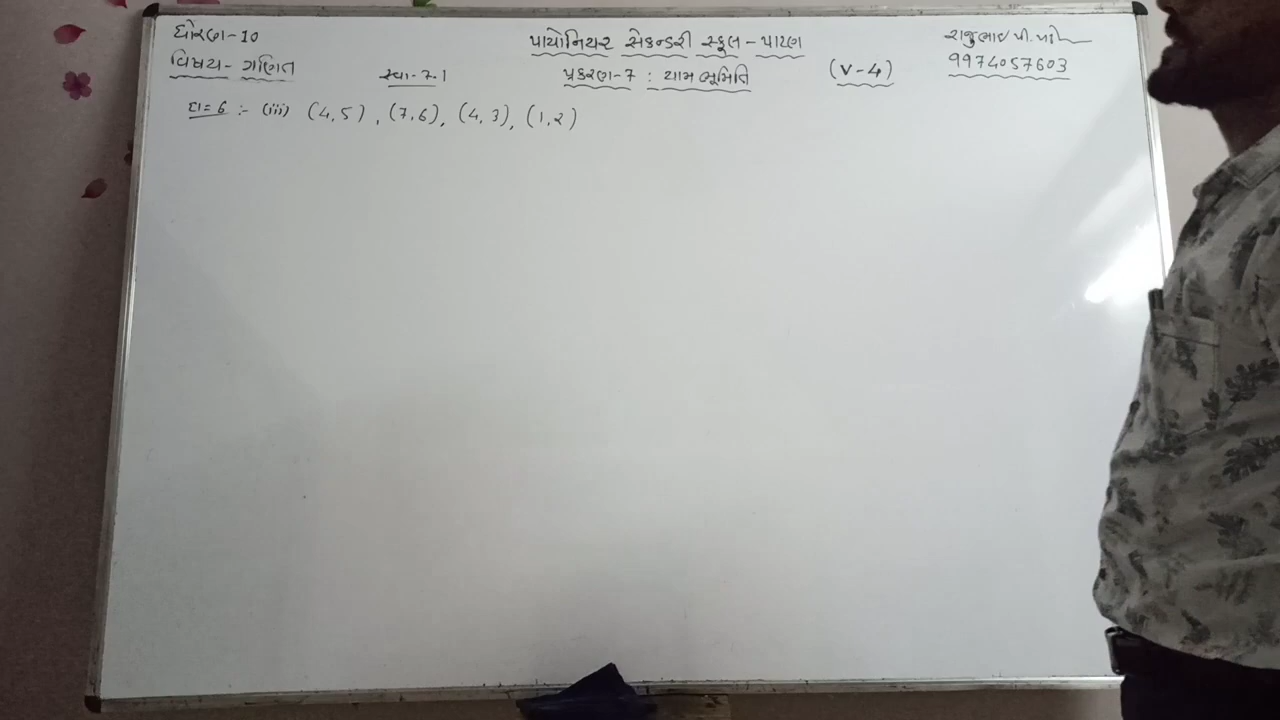 ધોરણ-10
પાયોનિયર સેકન્ડરી સ્કૂલ - પાટણ
રાજુભાઇ પી.
વિષય- ગણિત
સ્વા-7.1
પ્રકરણ-7 : યામ ભૂમિતિ
(V-4)
9974057603
દા= 6 :- (iii) (4,5) , (7,6), (4,3), (1,2)